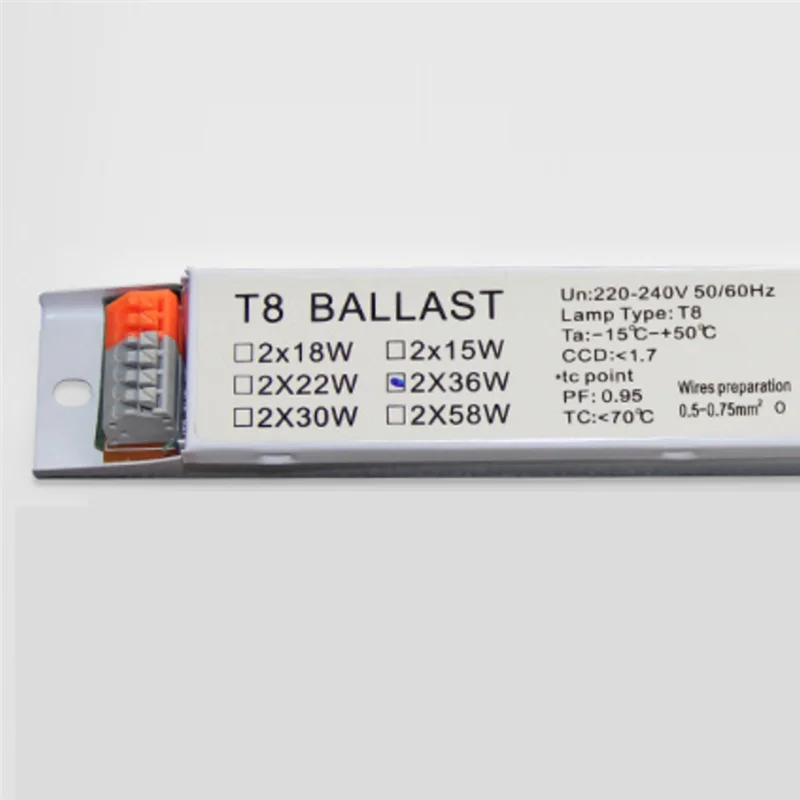 T8 BALLAST
☐2x18W ☐2x15W
☐2X22W ☑2X36W
☐2X30W ☐2X58W
Un:220-240V 50/60Hz
Lamp Type: T8
Ta:-15℃-+50℃
CCD:<1.7
•tc point
PF: 0.95
TC:<70℃
Wires preparation
0.5-0.75mm² O